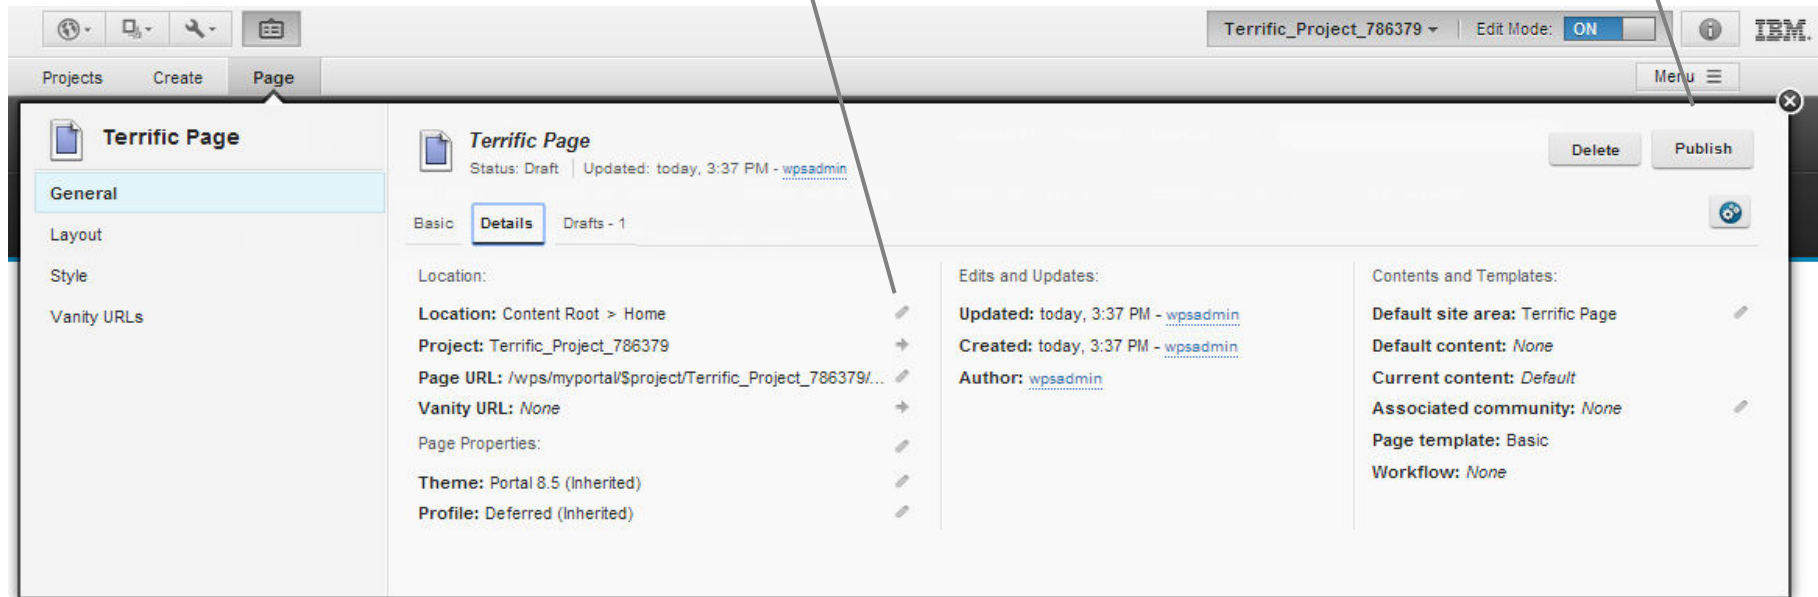 Terrific_Project_786379
Edit Mode: ON
IBM.
Projects Create Page
Menu
Terrific Page
General
Layout
Style
Vanity URLs
Terrific Page
Status: Draft | Updated: today, 3:37 PM - wpsadmin
Delete
Publish
Basic Details Drafts - 1
Location:
Location: Content Root > Home
Project: Terrific_Project_786379
Page URL: /wps/myportal/$project/Terrific_Project_786379/...
Vanity URL: None
Page Properties:
Theme: Portal 8.5 (Inherited)
Profile: Deferred (Inherited)
Edits and Updates:
Updated: today, 3:37 PM - wpsadmin
Created: today, 3:37 PM - wpsadmin
Author: wpsadmin
Contents and Templates:
Default site area: Terrific Page
Default content: None
Current content: Default
Associated community: None
Page template: Basic
Workflow: None